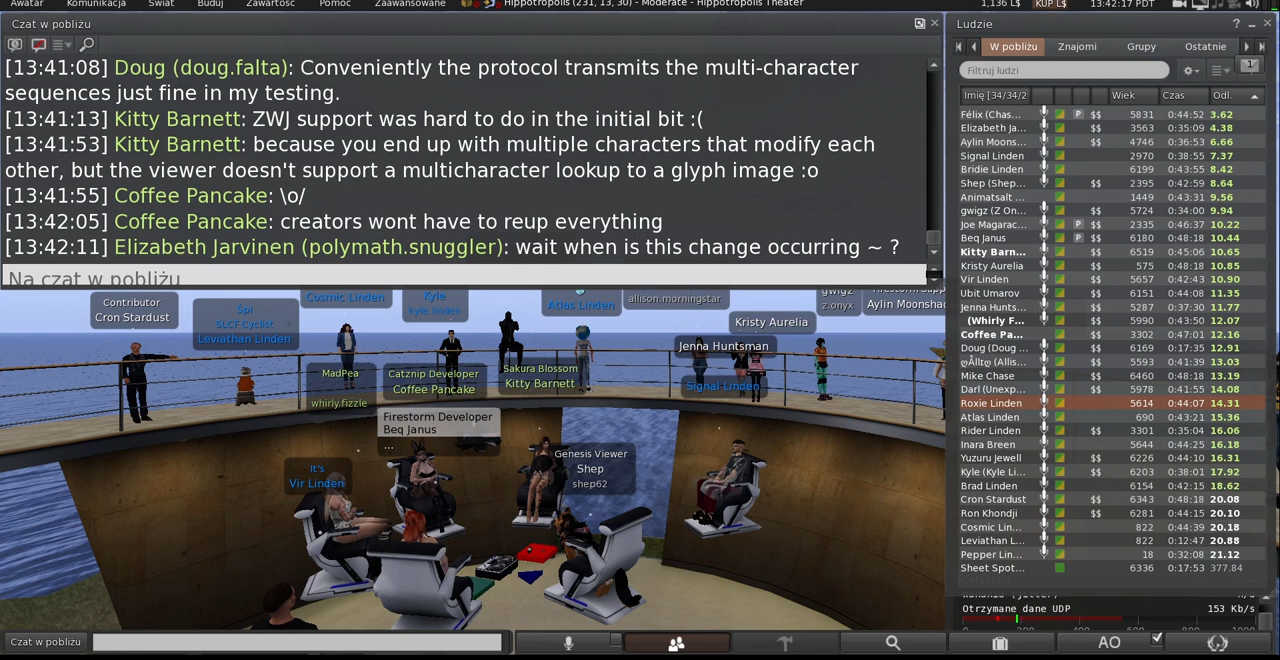 Awatar Komunikacja Świat Buduj Zawartość Pomoc Zaawansowane Hippotropolis (231, 13, 30) - Moderate - Hippotropolis Theater 1,136 L$ KUP L$ 13:42:17 PDT
Czat w pobliżu
[13:41:08] Doug (doug.falta): Conveniently the protocol transmits the multi-character
sequences just fine in my testing.
[13:41:13] Kitty Barnett: ZWJ support was hard to do in the initial bit :(
[13:41:53] Kitty Barnett: because you end up with multiple characters that modify each
other, but the viewer doesn't support a multicharacter lookup to a glyph image :o
[13:41:55] Coffee Pancake: \o/
[13:42:05] Coffee Pancake: creators wont have to reup everything
[13:42:11] Elizabeth Jarvinen (polymath.snuggler): wait when is this change occurring ~ ?
Na czat w pobliżu
Contributor
Cron Stardust
Špi
SLCF Cyclist
Leviathan Linden
Cosmic Linden
Kyle
kyle.linden
Atlas Linden
allison.morningstar
gwigz
z.onyx
Aylin Moonsha
Kristy Aurelia
Jenna Huntsman
Signal Linden
MadPea
whirly.fizzle
Catznip Developer
Coffee Pancake
Sakura Blossom
Kitty Barnett
Firestorm Developer
Beq Janus
...
It's
Vir Linden
Genesis Viewer
Shep
shep62
Ludzie
? _ ×
W pobliżu Znajomi Grupy Ostatnie
1
Filtruj ludzi
Imię [34/34/2 Wiek Czas Odl.
Félix (Chas... P $$ 5831 0:44:52 3.62
Elizabeth Ja... $$ 3563 0:35:09 4.38
Aylin Moons... $$ 4746 0:36:53 6.66
Signal Linden 2970 0:38:55 7.37
Bridie Linden 6199 0:43:55 8.42
Shep (Shep... $$ 2395 0:42:59 8.64
Animatsalt ... 1449 0:43:31 9.56
gwigz (Z On... $$ 5724 0:34:00 9.94
Joe Magarac... P $$ 2335 0:46:37 10.22
Beq Janus P $$ 6180 0:48:18 10.44
Kitty Barn... $$ 6519 0:45:06 10.65
Kristy Aurelia $$ 575 0:48:18 10.85
Vir Linden $$ 5657 0:42:43 10.90
Ubit Umarov $$ 6151 0:44:08 11.35
Jenna Hunts... $$ 5287 0:37:30 11.77
(Whirly F... $$ 5990 0:43:50 12.07
Coffee Pa... $$ 3302 0:47:01 12.16
Doug (Doug ... $$ 6169 0:17:35 12.91
(Allis... $$ 5593 0:41:39 13.03
Mike Chase $$ 6460 0:48:18 13.19
Darl (Unexp... $$ 5978 0:41:55 14.08
Roxie Linden 5614 0:44:07 14.31
Atlas Linden 690 0:43:21 15.36
Rider Linden $$ 3301 0:35:04 16.06
Inara Breen 5644 0:44:25 16.18
Yuzuru Jewell $$ 6226 0:44:10 16.31
Kyle (Kyle Li... $$ 6203 0:38:01 17.92
Brad Linden 6154 0:42:15 18.62
Cron Stardust $$ 6343 0:48:18 20.08
Ron Khondji $$ 6281 0:44:15 20.10
Cosmic Lin... 822 0:44:39 20.18
Leviathan L... 822 0:12:47 20.88
Pepper Lin... 18 0:32:08 21.12
Sheet Spot... 6336 0:17:53 377.84
Otrzymane dane UDP 153 Kb/s
Czat w pobliżu
AO